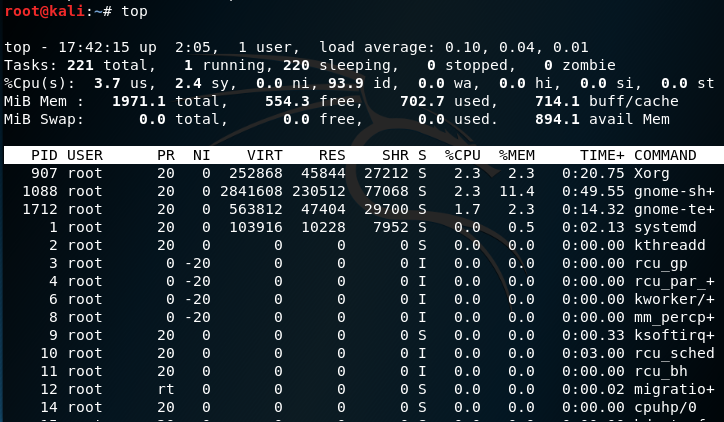 root@kali:~# top
top - 17:42:15 up  2:05,  1 user,  load average: 0.10, 0.04, 0.01
Tasks: 221 total,   1 running, 220 sleeping,   0 stopped,   0 zombie
%Cpu(s):  3.7 us,  2.4 sy,  0.0 ni, 93.9 id,  0.0 wa,  0.0 hi,  0.0 si,  0.0 st
MiB Mem :   1971.1 total,    554.3 free,    702.7 used,    714.1 buff/cache
MiB Swap:      0.0 total,      0.0 free,      0.0 used.    894.1 avail Mem
PID USER      PR  NI    VIRT    RES    SHR S  %CPU  %MEM     TIME+ COMMAND
907 root      20   0  252868  45844  27212 S   2.3   2.3   0:20.75 Xorg
1088 root      20   0 2841608 230512  77068 S   2.3  11.4   0:49.55 gnome-sh+
1712 root      20   0  563812  47404  29700 S   1.7   2.3   0:14.32 gnome-te+
1 root      20   0  103916  10228   7952 S   0.0   0.5   0:02.13 systemd
2 root      20   0       0      0      0 S   0.0   0.0   0:00.00 kthreadd
3 root       0 -20       0      0      0 I   0.0   0.0   0:00.00 rcu_gp
4 root       0 -20       0      0      0 I   0.0   0.0   0:00.00 rcu_par_+
6 root       0 -20       0      0      0 I   0.0   0.0   0:00.00 kworker/+
8 root       0 -20       0      0      0 I   0.0   0.0   0:00.00 mm_percp+
9 root      20   0       0      0      0 S   0.0   0.0   0:00.33 ksoftirq+
10 root      20   0       0      0      0 I   0.0   0.0   0:03.00 rcu_sched
11 root      20   0       0      0      0 I   0.0   0.0   0:00.00 rcu_bh
12 root      rt   0       0      0      0 S   0.0   0.0   0:00.02 migratio+
14 root      20   0       0      0      0 S   0.0   0.0   0:00.00 cpuhp/0